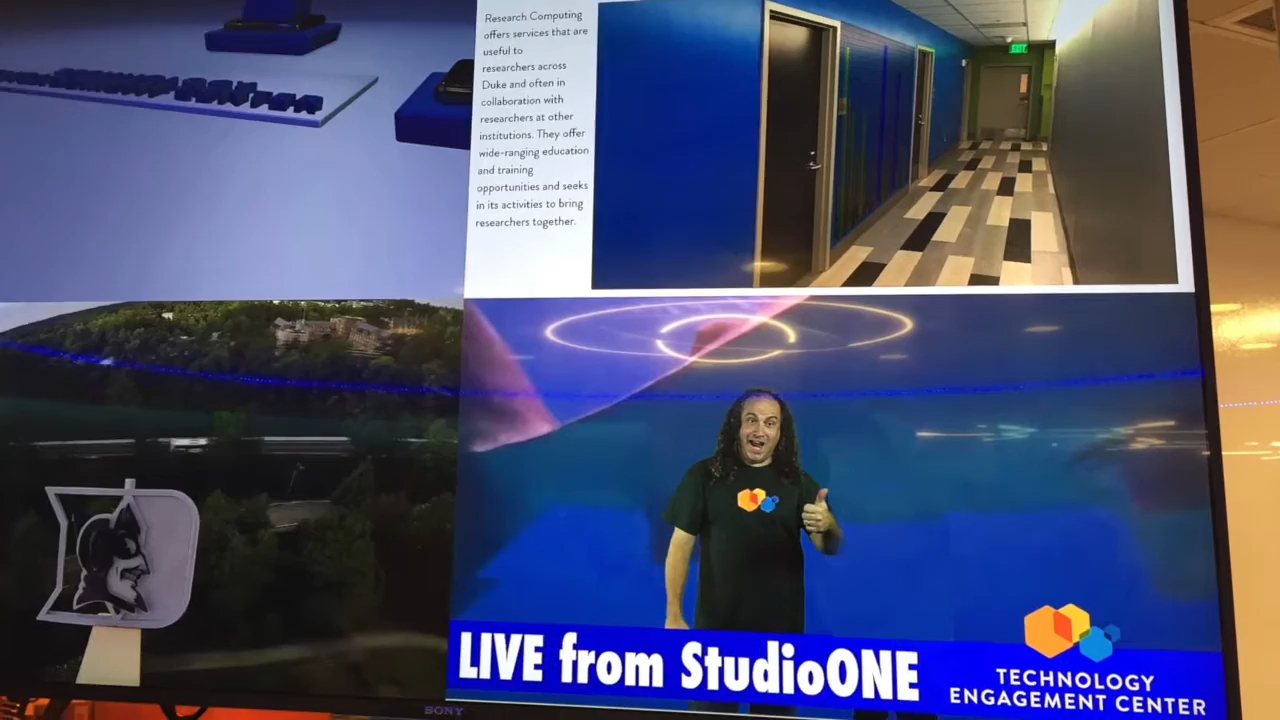 Research Computing
offers services that are
useful to
researchers across
Duke and often in
collaboration with
researchers at other
institutions. They offer
wide-ranging education
and training
opportunities and seeks
in its activities to bring
researchers together.
EXIT
LIVE from StudioONE
TECHNOLOGY
ENGAGEMENT CENTER
SONY